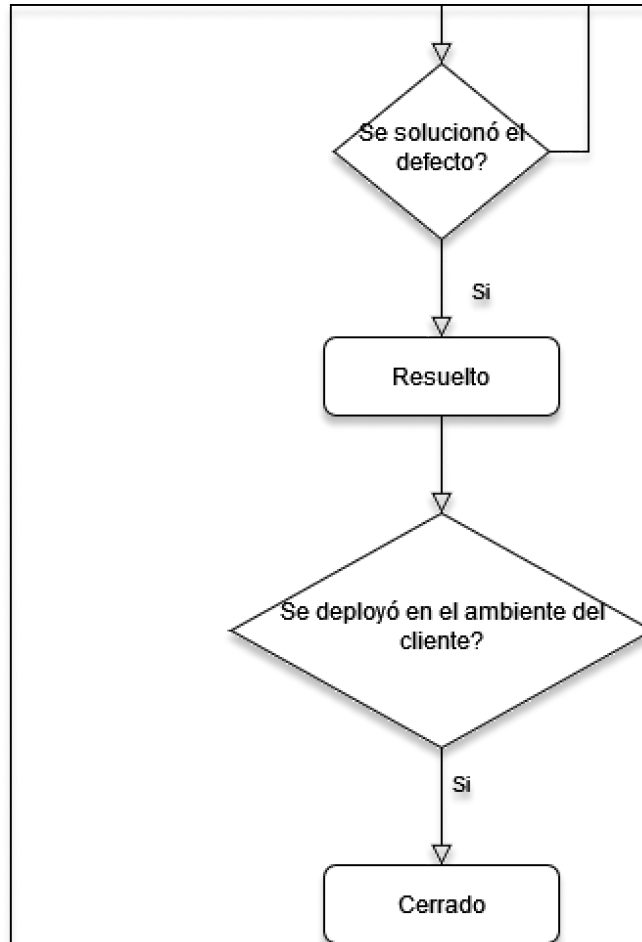 Se solucionó el
defecto?
Si
Resuelto
Se deployó en el ambiente del
cliente?
Si
Cerrado